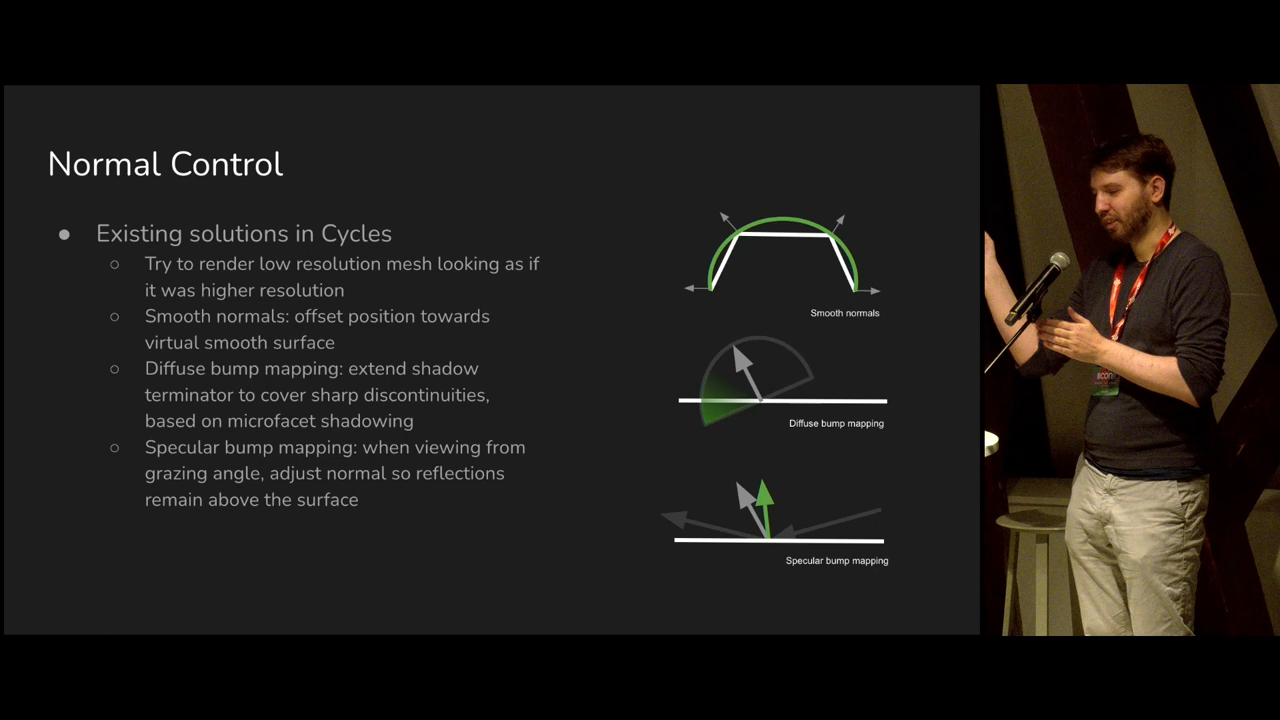 Normal Control
● Existing solutions in Cycles
○ Try to render low resolution mesh looking as if
it was higher resolution
○ Smooth normals: offset position towards
virtual smooth surface
○ Diffuse bump mapping: extend shadow
terminator to cover sharp discontinuities,
based on microfacet shadowing
○ Specular bump mapping: when viewing from
grazing angle, adjust normal so reflections
remain above the surface
Smooth normals
Diffuse bump mapping
Specular bump mapping